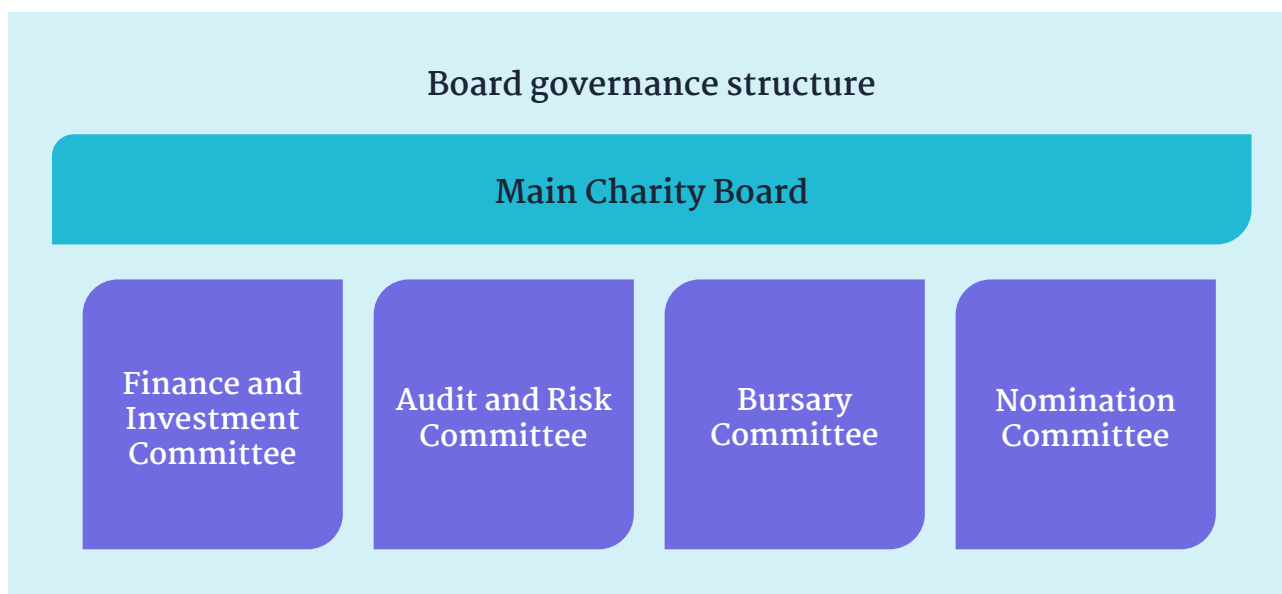 Board governance structure
Main Charity Board
Finance and
Investment
Committee
Audit and Risk
Committee
Bursary
Committee
Nomination
Committee